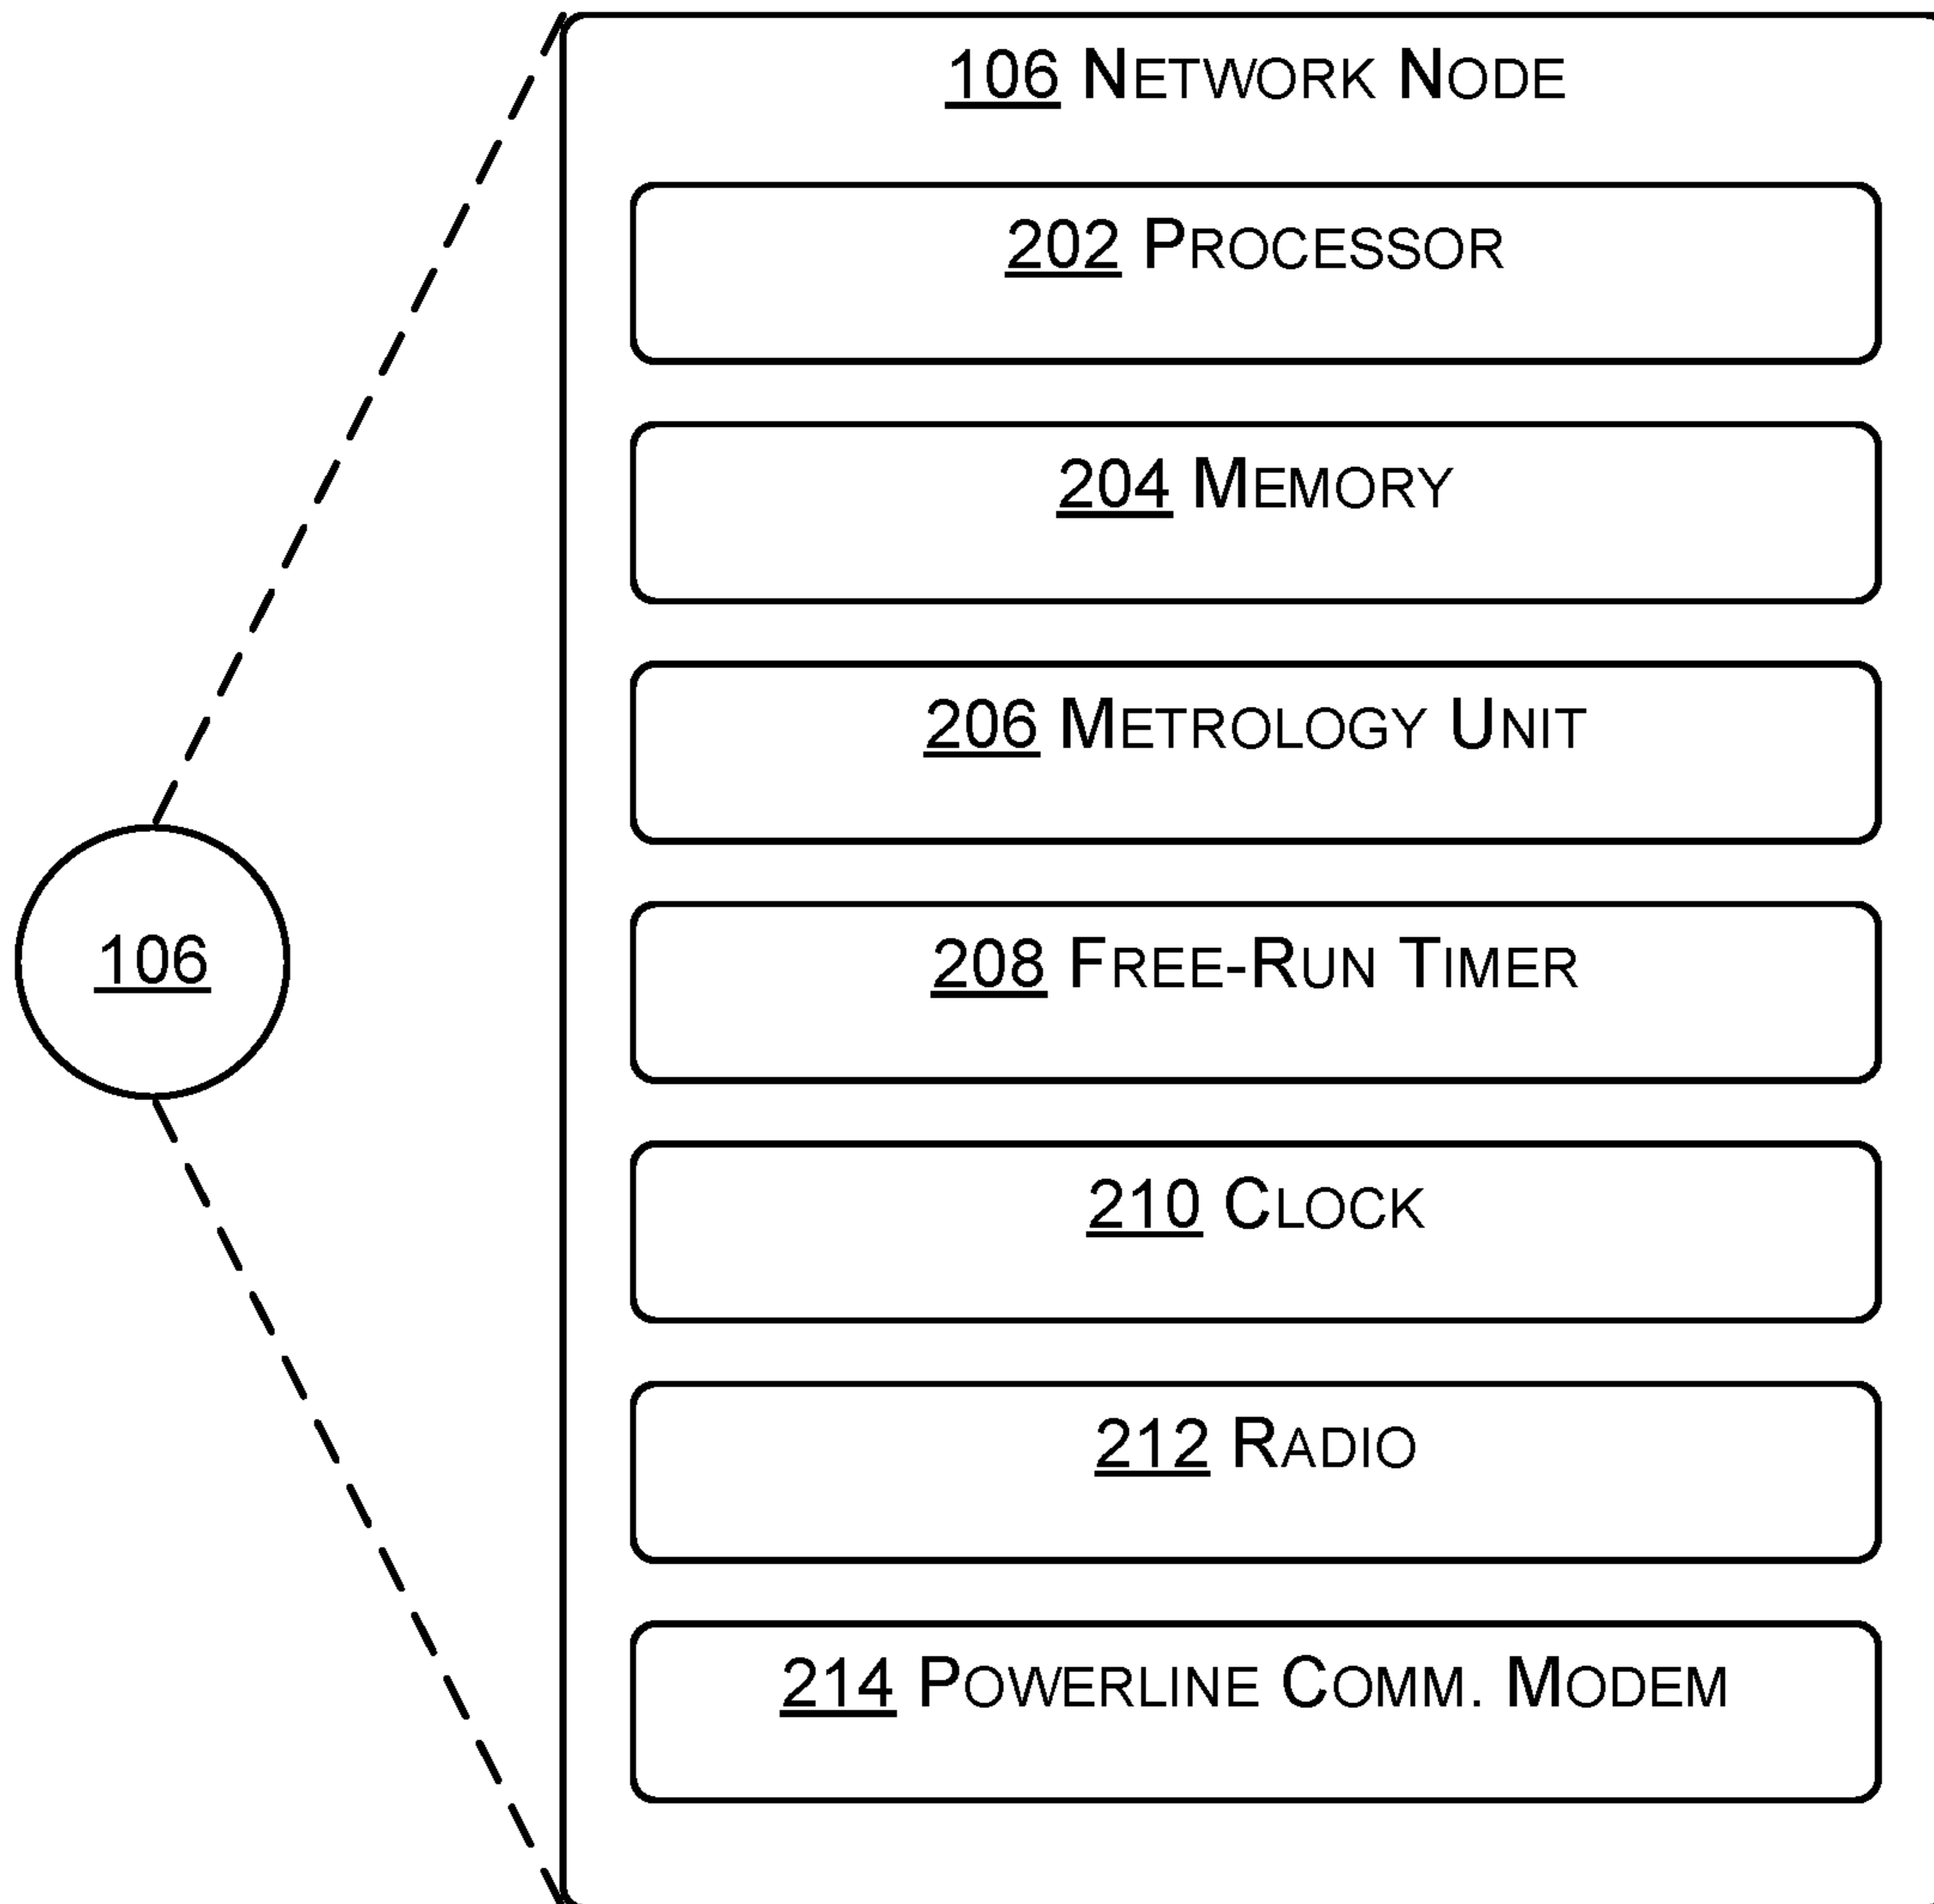 106 NETWORK NODE
202 PROCESSOR
204 MEMORY
206 METROLOGY UNIT
106
208 FREE-RUN TIMER
210 CLOCK
212 RADIO
214 POWERLINE COMM. MODEM